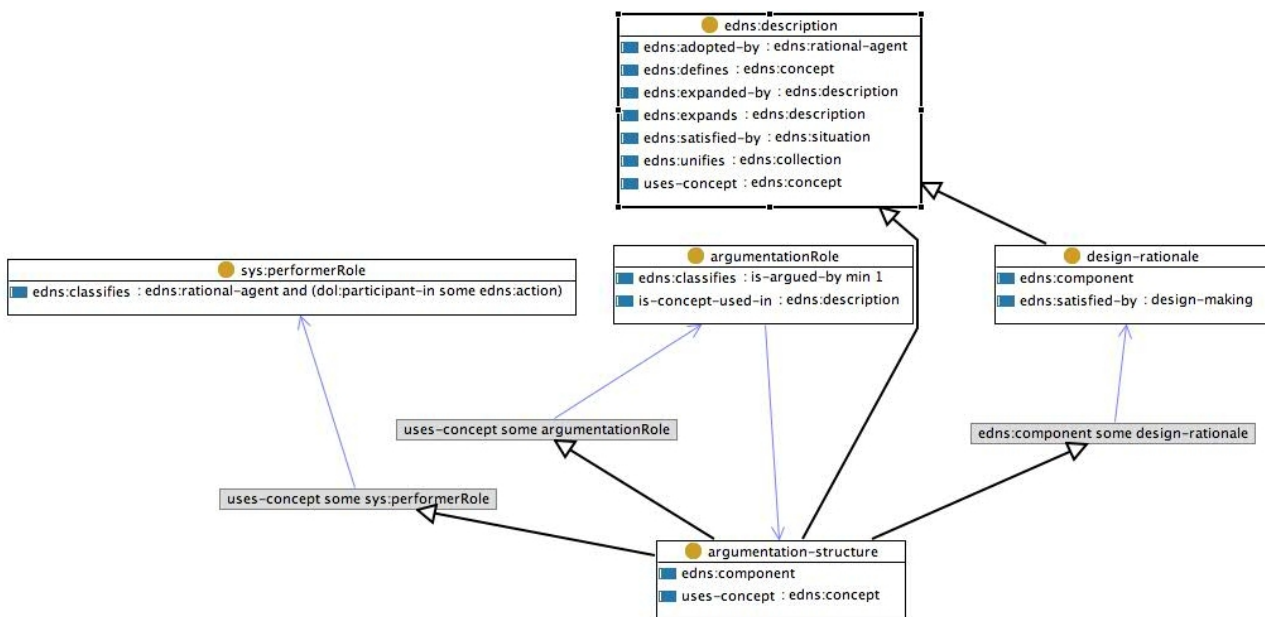 edns:description
edns:adopted-by : edns:rational-agent
edns:defines : edns:concept
edns:expanded-by : edns:description
edns:expands : edns:description
edns:satisfied-by : edns:situation
edns:unifies : edns:collection
uses-concept : edns:concept
sys:performerRole
edns:classifies : edns:rational-agent and (dol:participant-in some edns:action)
argumentationRole
edns:classifies : is-argued-by min 1
is-concept-used-in : edns:description
design-rationale
edns:component
edns:satisfied-by : design-making
uses-concept some argumentationRole
edns:component some design-rationale
uses-concept some sys:performerRole
argumentation-structure
edns:component
uses-concept : edns:concept